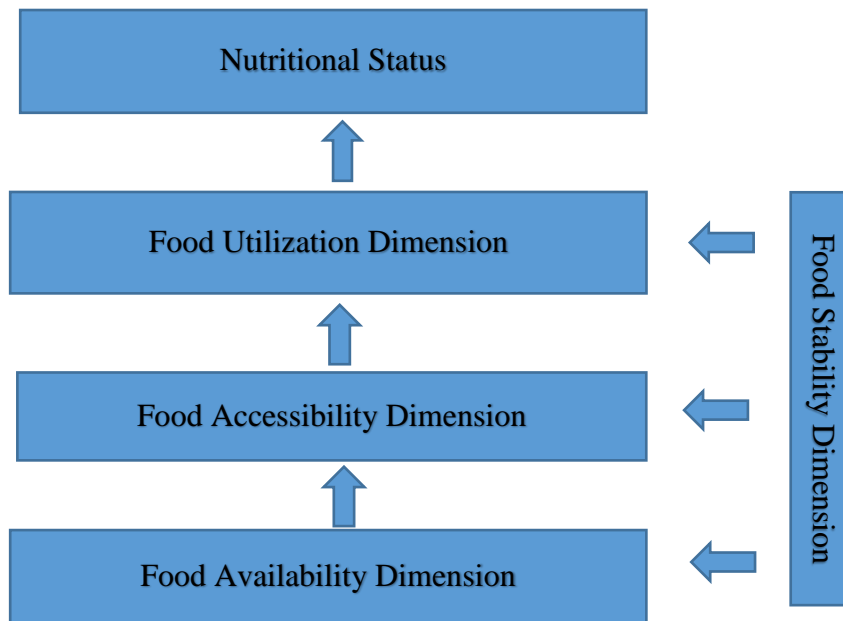 Nutritional Status
Food Utilization Dimension
Food Accessibility Dimension
Food Availability Dimension
Food Stability Dimension